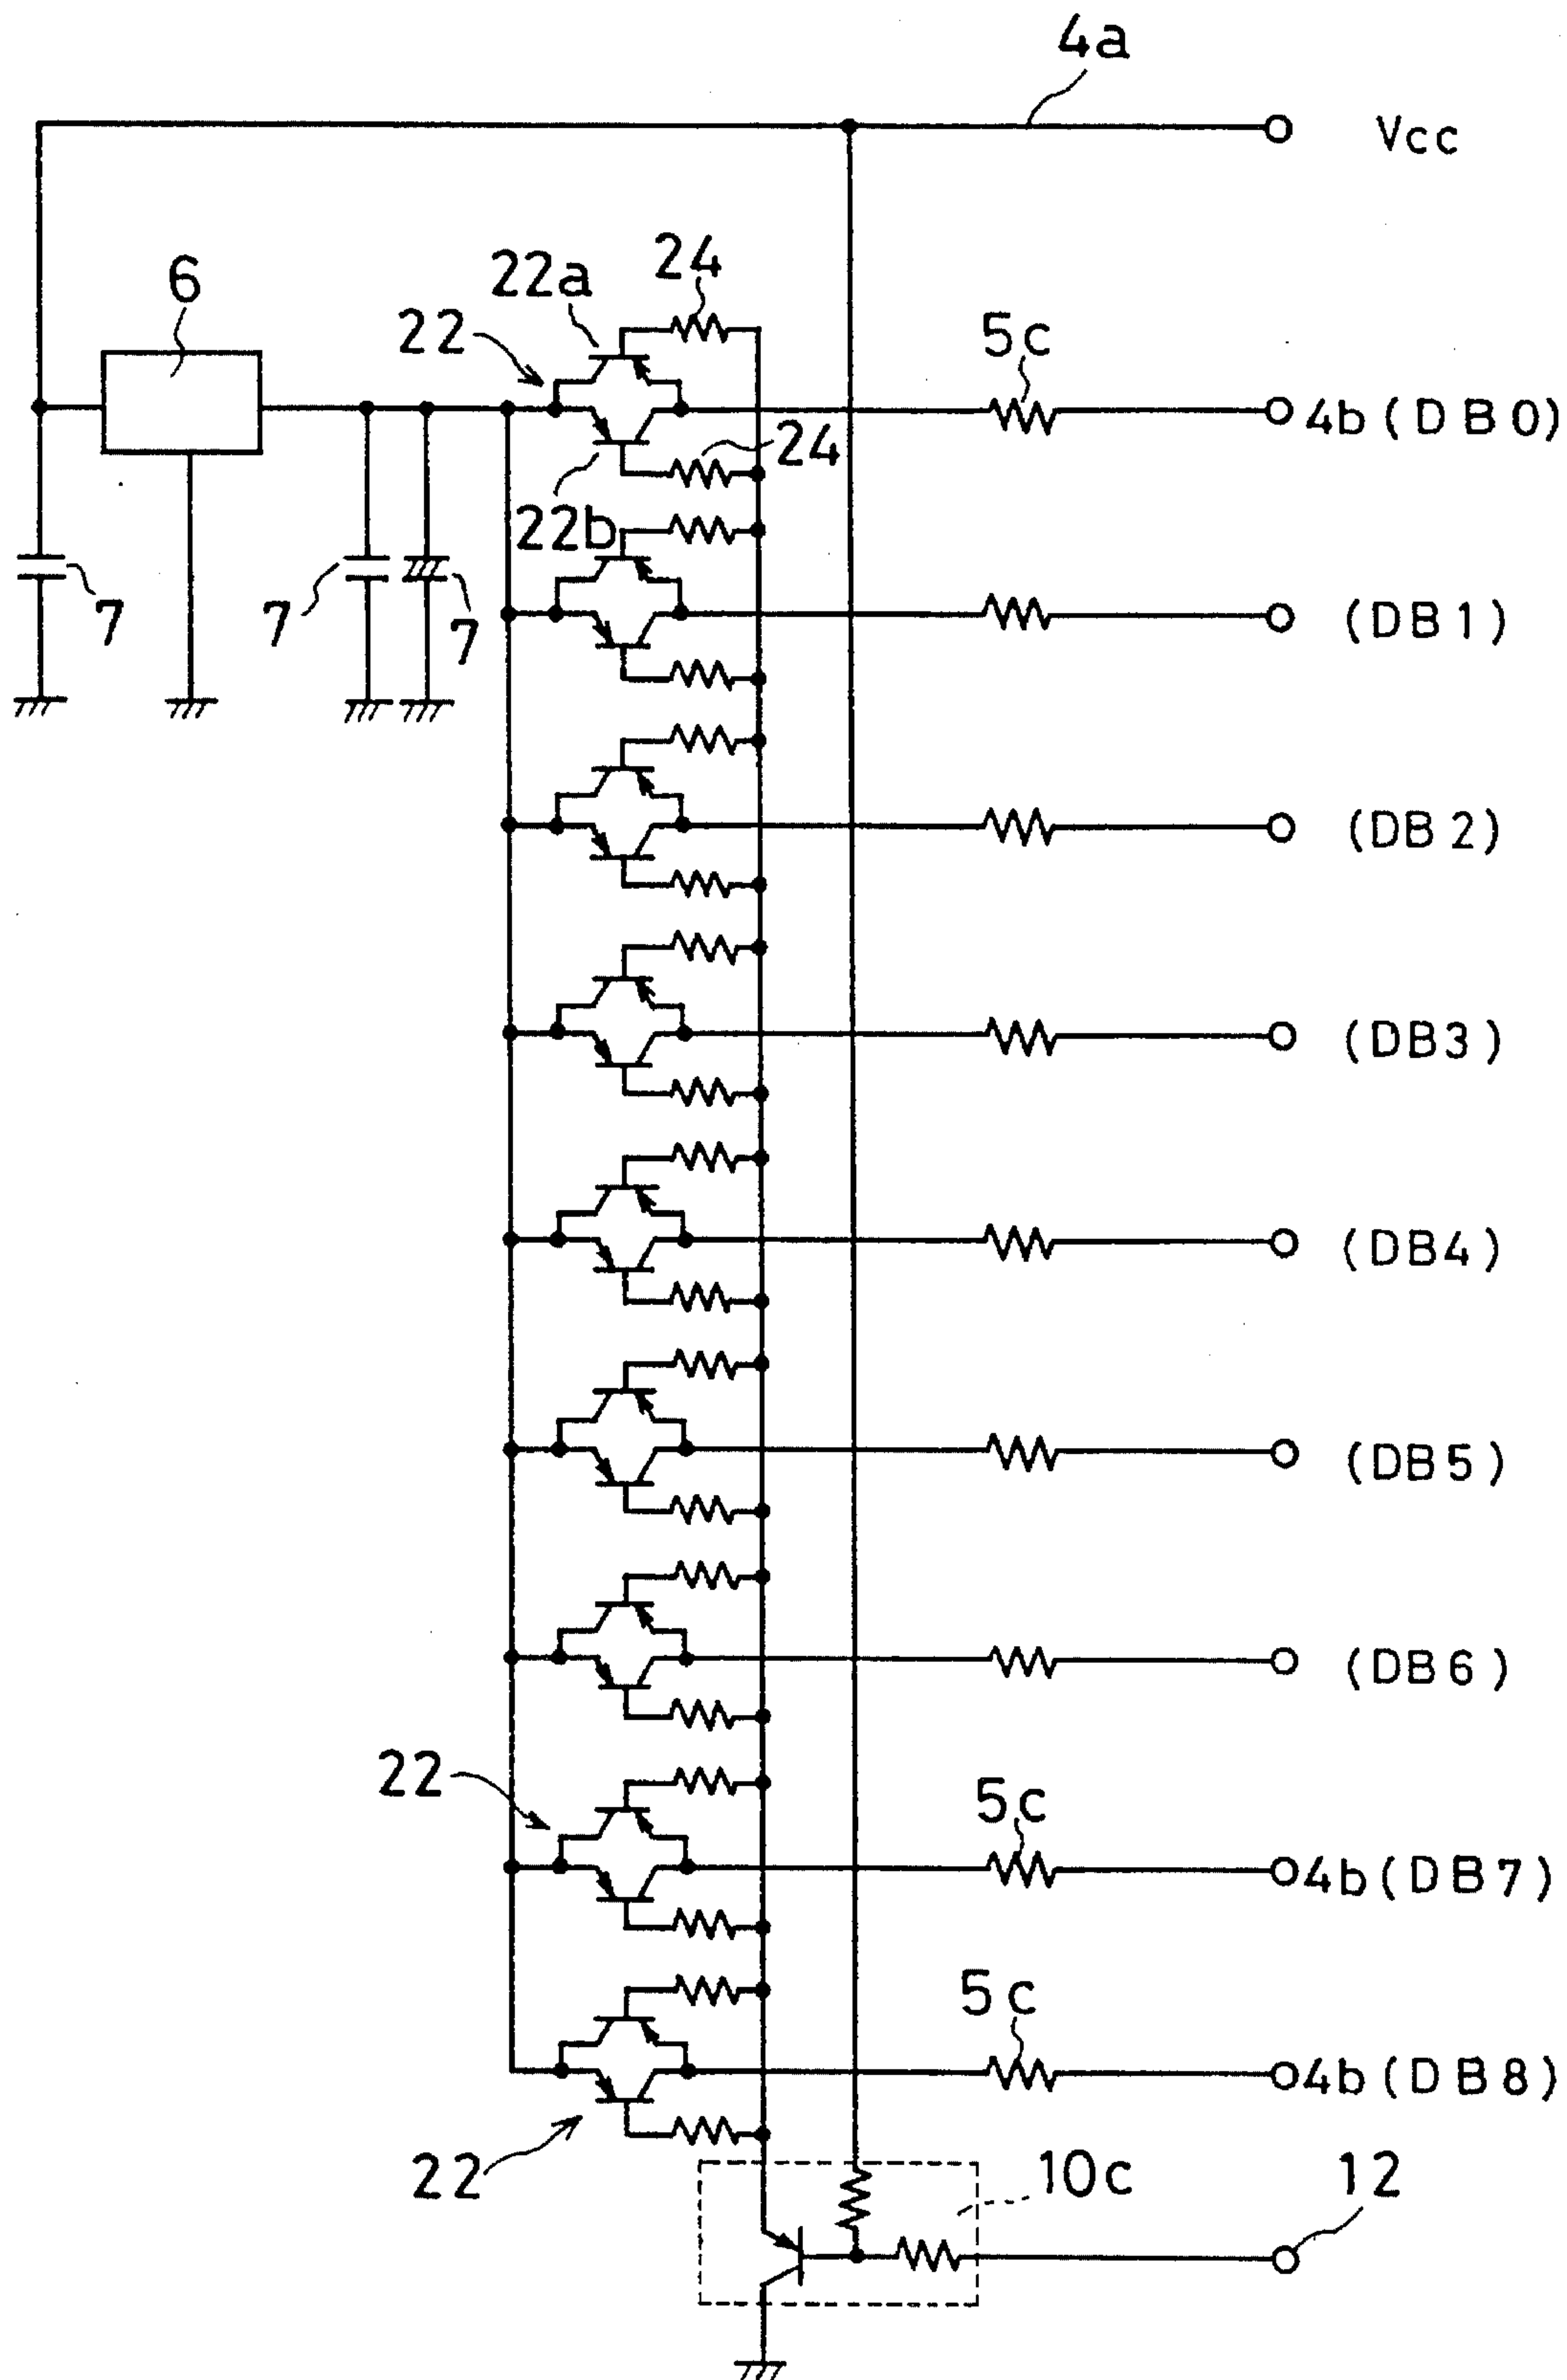 4a
Vcc
6
22a
24
22
5c
4b (DB0)
24
22b
7
7
7
(DB1)
(DB2)
(DB3)
(DB4)
(DB5)
(DB6)
22
5c
4b (DB7)
5c
4b (DB8)
22
10c
12